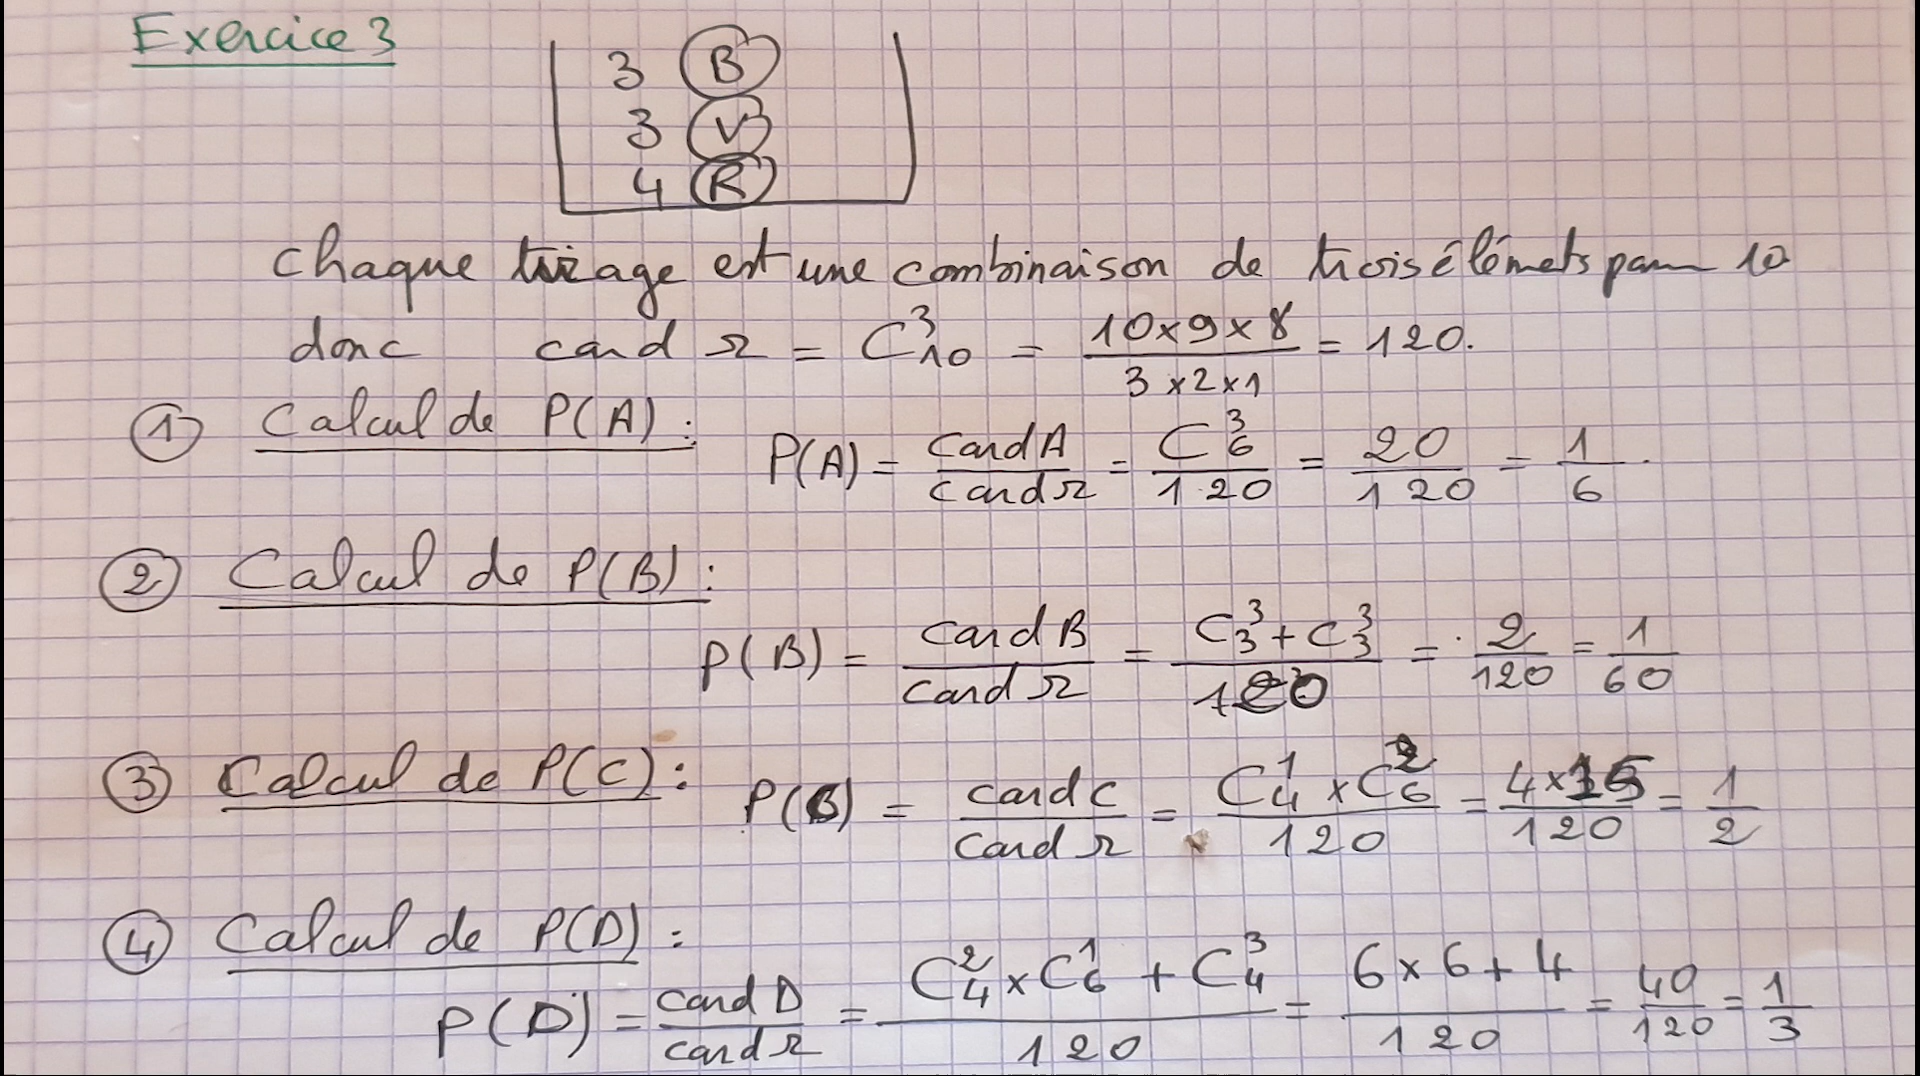 Exercice 3
3 B
3 V
4 R
chaque tirage est une combinaison de trois élémets parm 10
donc card Ω = C³₁₀ = (10×9×8)/(3×2×1) = 120.
① Calcul de P(A) : P(A) = card A/card Ω = C³₆/120 = 20/120 = 1/6.
② Calcul de P(B) :
P(B) = card B/card Ω = (C³₃ + C³₃)/120 = 2/120 = 1/60
③ Calcul de P(C) : P(C) = card C/card Ω = (C¹₄ × C²₆)/120 = (4×15)/120 = 1/2
④ Calcul de P(D) :
P(D) = card D/card Ω = (C²₄ × C¹₆ + C³₄)/120 = (6×6+4)/120 = 40/120 = 1/3